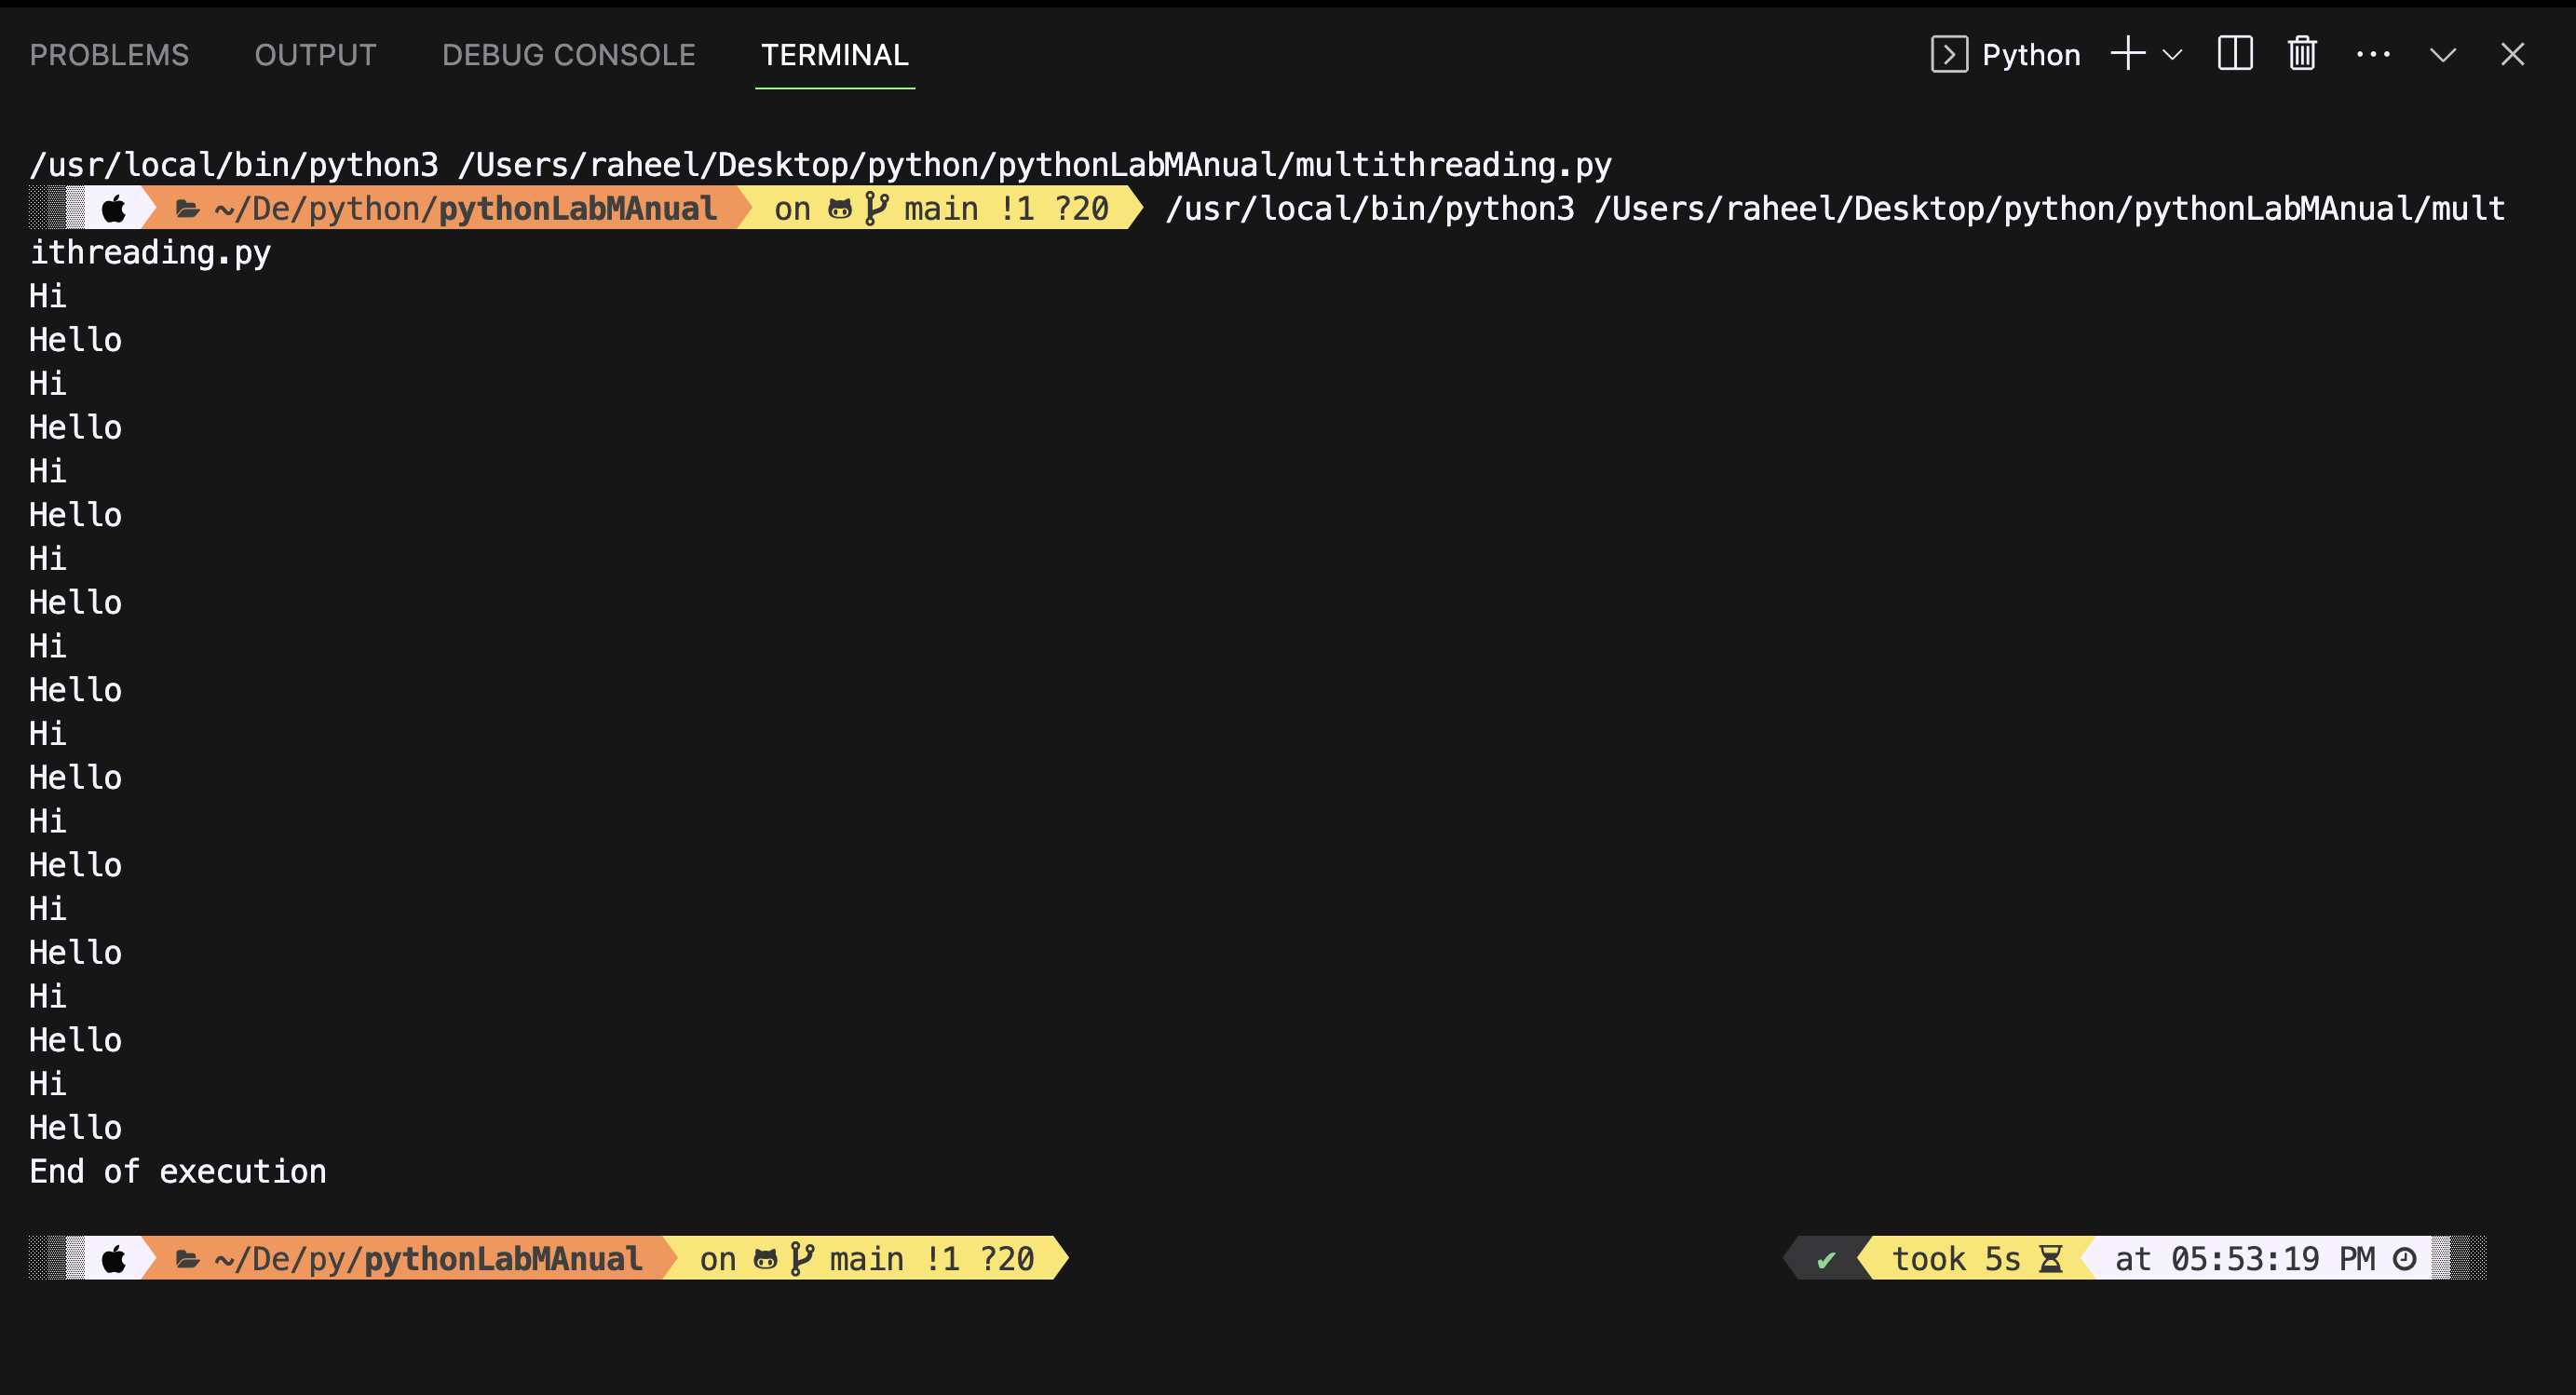 PROBLEMS OUTPUT DEBUG CONSOLE TERMINAL Python
/usr/local/bin/python3 /Users/raheel/Desktop/python/pythonLabMAnual/multithreading.py
~/De/python/pythonLabMAnual on main !1 ?20 /usr/local/bin/python3 /Users/raheel/Desktop/python/pythonLabMAnual/mult
ithreading.py
Hi
Hello
Hi
Hello
Hi
Hello
Hi
Hello
Hi
Hello
Hi
Hello
Hi
Hello
Hi
Hello
Hi
Hello
Hi
Hello
End of execution
~/De/py/pythonLabMAnual on main !1 ?20 ✔ took 5s at 05:53:19 PM